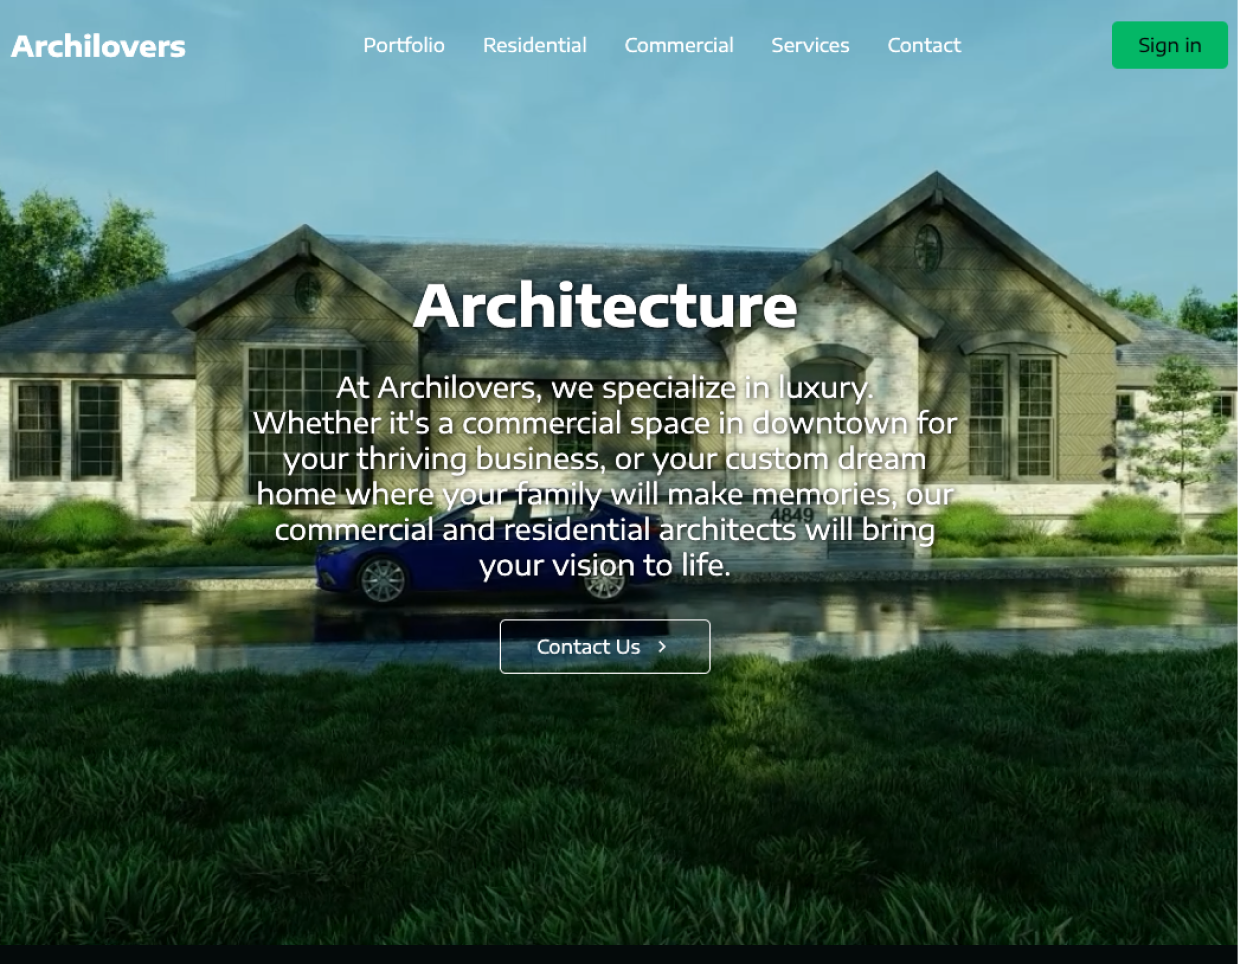 Archilovers
Portfolio Residential Commercial Services Contact
Sign in
Architecture
At Archilovers, we specialize in luxury.
Whether it's a commercial space in downtown for
your thriving business, or your custom dream
home where your family will make memories, our
4849
commercial and residential architects will bring
your vision to life.
Contact Us